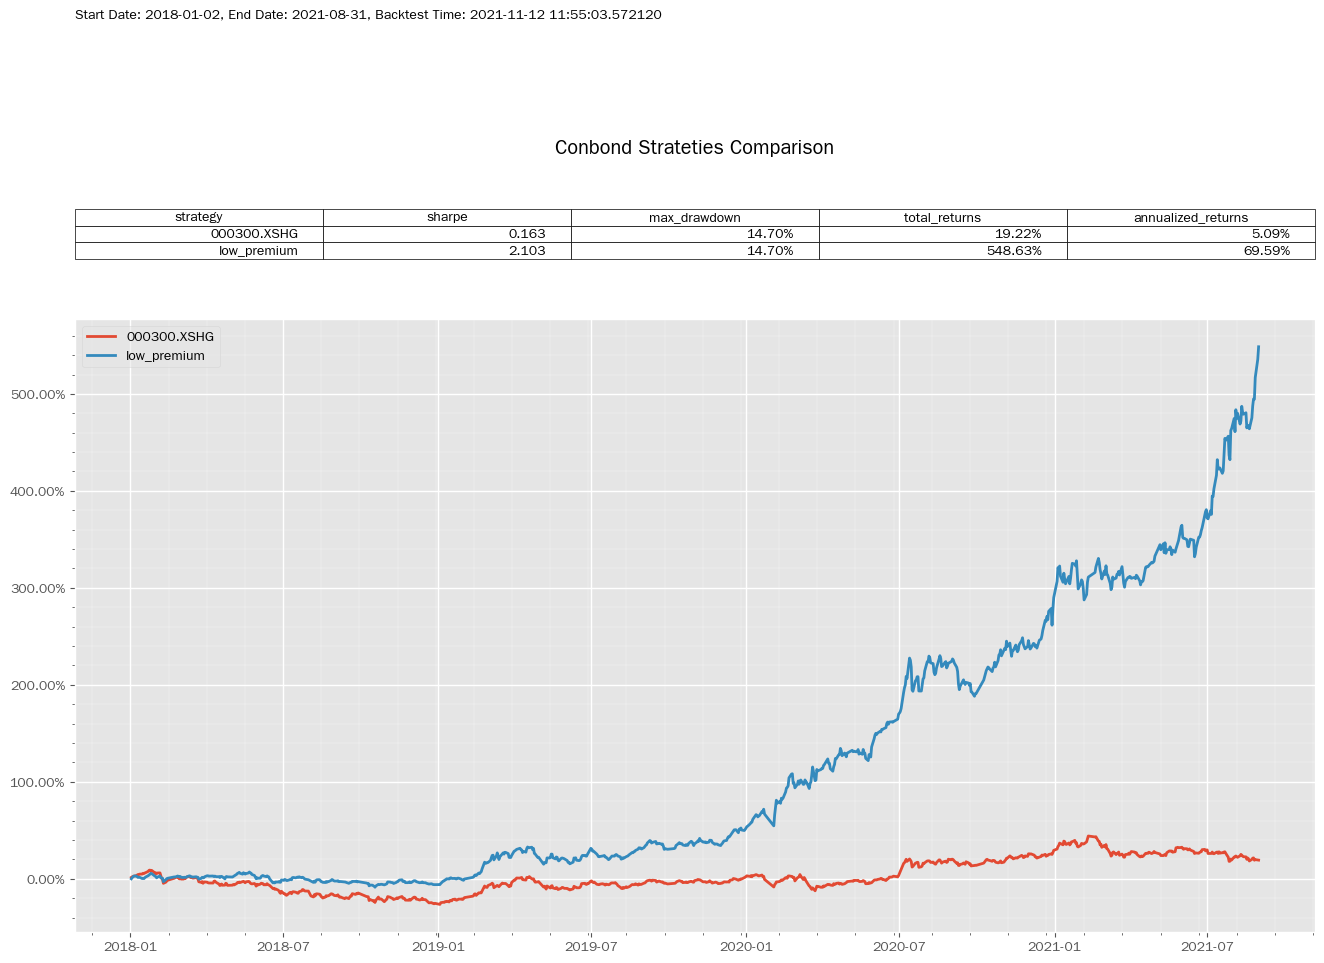 Start Date: 2018-01-02, End Date: 2021-08-31, Backtest Time: 2021-11-12 11:55:03.572120
Conbond Strateties Comparison
strategy sharpe max_drawdown total_returns annualized_returns
000300.XSHG 0.163 14.70% 19.22% 5.09%
low_premium 2.103 14.70% 548.63% 69.59%
000300.XSHG
low_premium
500.00%
400.00%
300.00%
200.00%
100.00%
0.00%
2018-01 2018-07 2019-01 2019-07 2020-01 2020-07 2021-01 2021-07